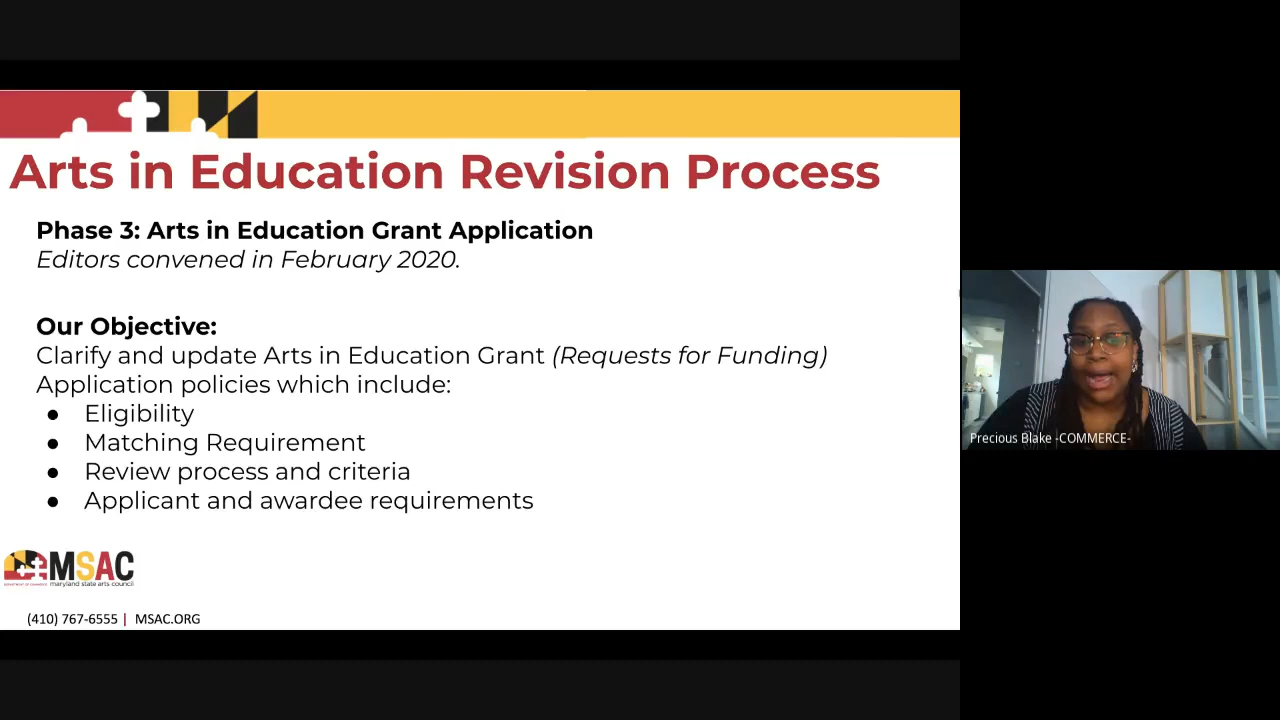 Arts in Education Revision Process
Phase 3: Arts in Education Grant Application
Editors convened in February 2020.
Our Objective:
Clarify and update Arts in Education Grant (Requests for Funding)
Application policies which include:
● Eligibility
● Matching Requirement
● Review process and criteria
● Applicant and awardee requirements
MSAC
DEPARTMENT OF COMMERCE maryland state arts council
(410) 767-6555 | MSAC.ORG
Precious Blake -COMMERCE-